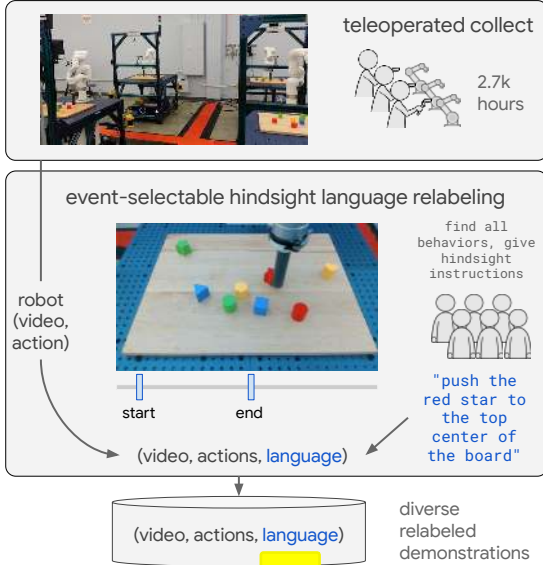 teleoperated collect
2.7k
hours
event-selectable hindsight language relabeling
find all
behaviors, give
hindsight
instructions
robot
(video,
action)
start
end
"push the
red star to
the top
center of
the board"
(video, actions, language)
(video, actions, language)
diverse
relabeled
demonstrations